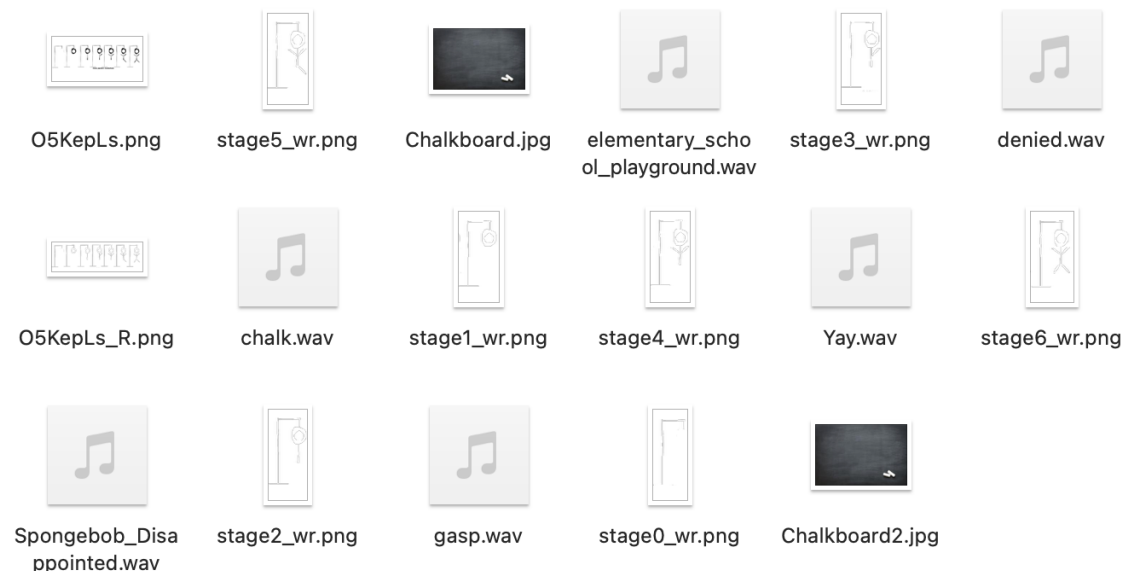 O5KepLs.png
stage5_wr.png
Chalkboard.jpg
elementary_scho
ol_playground.wav
stage3_wr.png
denied.wav
O5KepLs_R.png
chalk.wav
stage1_wr.png
stage4_wr.png
Yay.wav
stage6_wr.png
Spongebob_Disa
ppointed.wav
stage2_wr.png
gasp.wav
stage0_wr.png
Chalkboard2.jpg